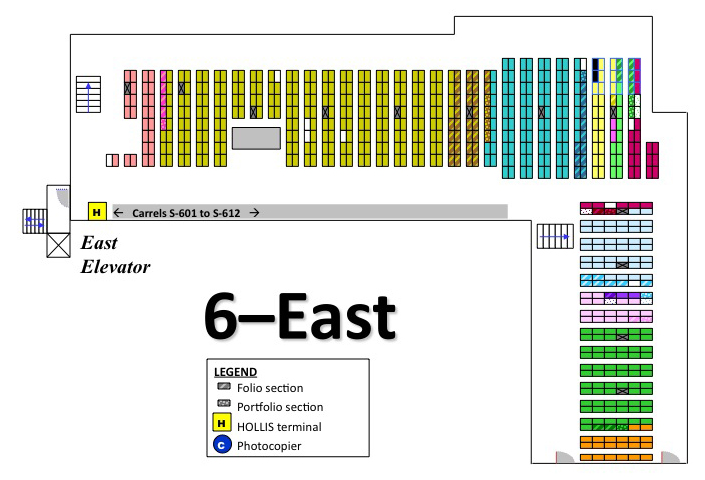 H
← Carrels S-601 to S-612 →
East
Elevator
6–East
LEGEND
Folio section
Portfolio section
H HOLLIS terminal
C Photocopier